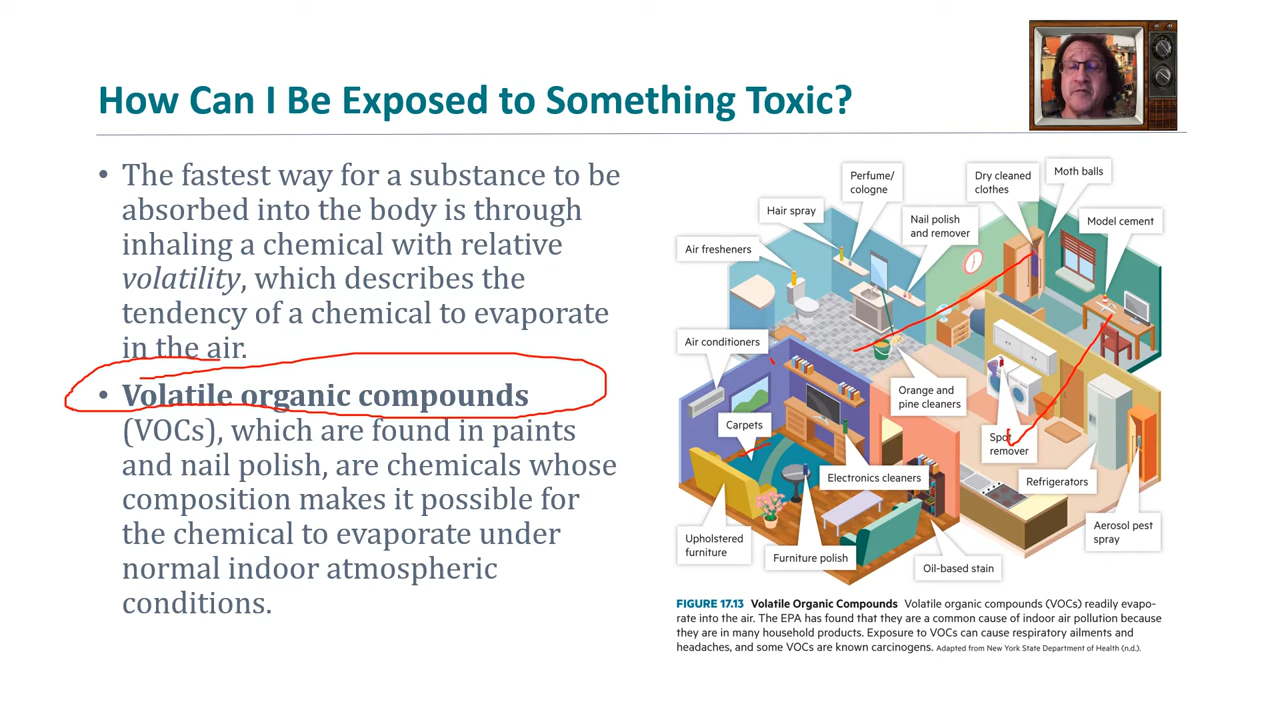 How Can I Be Exposed to Something Toxic?
• The fastest way for a substance to be
absorbed into the body is through
inhaling a chemical with relative
volatility, which describes the
tendency of a chemical to evaporate
in the air.
• Volatile organic compounds
(VOCs), which are found in paints
and nail polish, are chemicals whose
composition makes it possible for
the chemical to evaporate under
normal indoor atmospheric
conditions.
Perfume/
cologne
Dry cleaned
clothes
Moth balls
Hair spray
Nail polish
and remover
Model cement
Air fresheners
Air conditioners
Orange and
pine cleaners
Carpets
Spot
remover
Electronics cleaners
Refrigerators
Upholstered
furniture
Furniture polish
Oil-based stain
Aerosol pest
spray
FIGURE 17.13 Volatile Organic Compounds Volatile organic compounds (VOCs) readily evapo-
rate into the air. The EPA has found that they are a common cause of indoor air pollution because
they are in many household products. Exposure to VOCs can cause respiratory ailments and
headaches, and some VOCs are known carcinogens. Adapted from New York State Department of Health (n.d.).